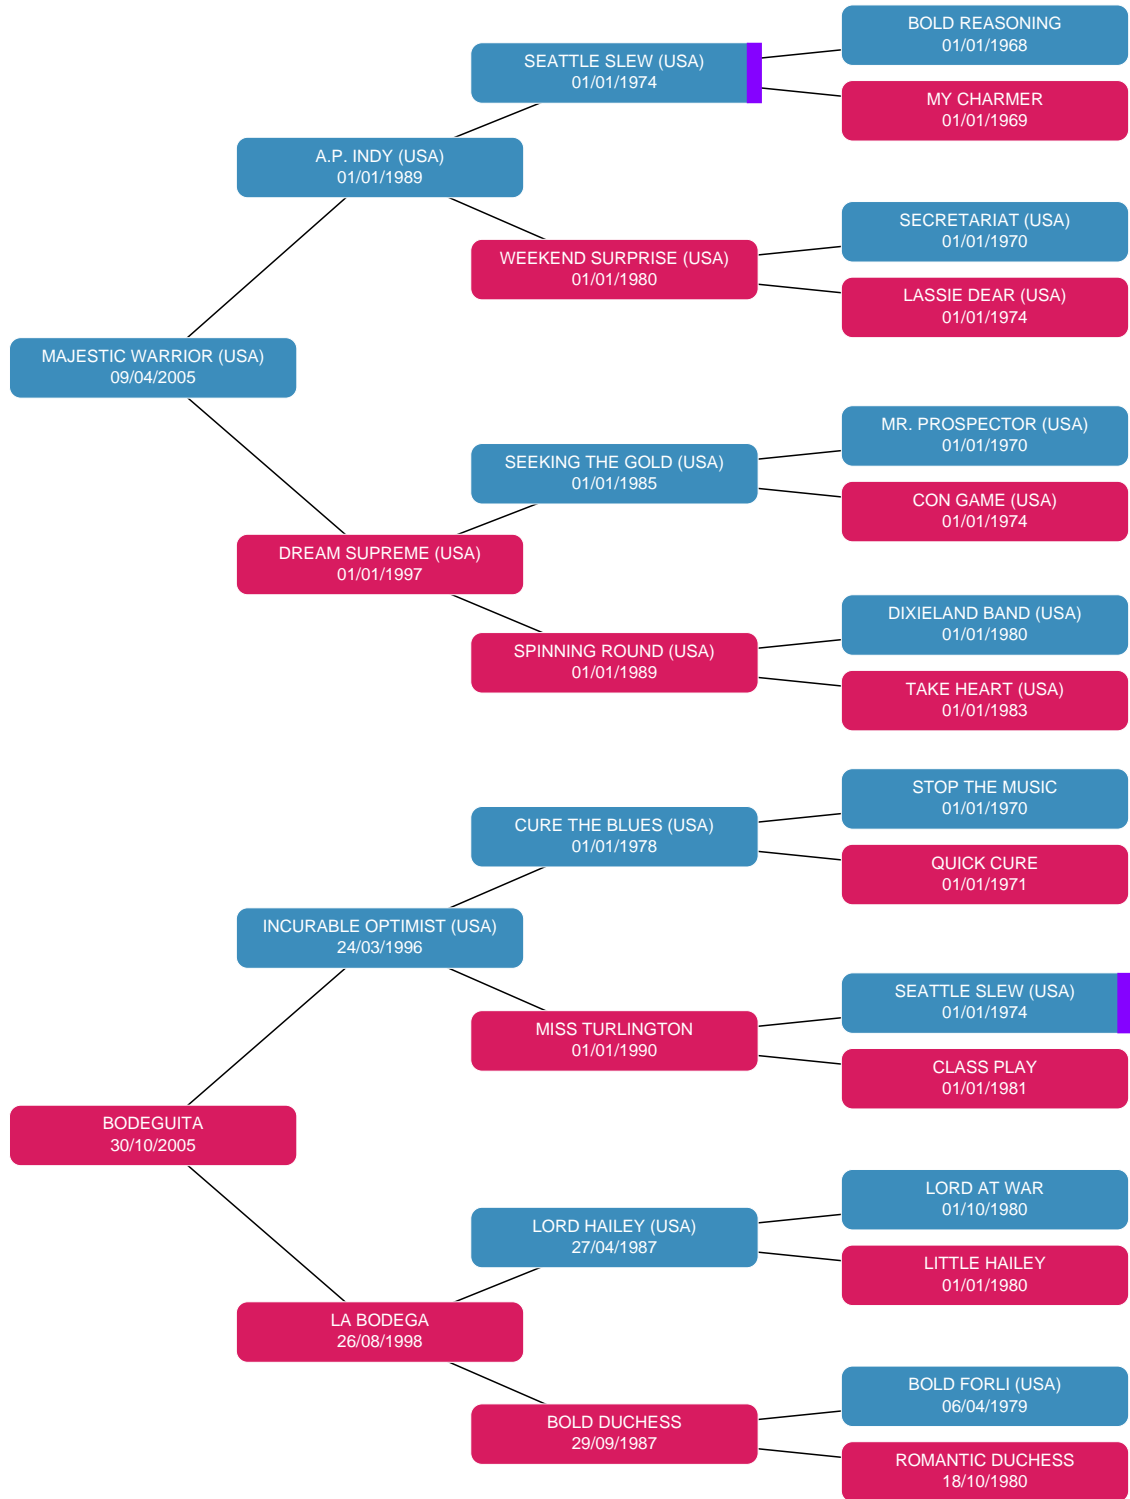 BOLD REASONING
01/01/1968
SEATTLE SLEW (USA)
01/01/1974
MY CHARMER
01/01/1969
A.P. INDY (USA)
01/01/1989
SECRETARIAT (USA)
01/01/1970
WEEKEND SURPRISE (USA)
01/01/1980
LASSIE DEAR (USA)
01/01/1974
MAJESTIC WARRIOR (USA)
09/04/2005
MR. PROSPECTOR (USA)
01/01/1970
SEEKING THE GOLD (USA)
01/01/1985
CON GAME (USA)
01/01/1974
DREAM SUPREME (USA)
01/01/1997
DIXIELAND BAND (USA)
01/01/1980
SPINNING ROUND (USA)
01/01/1989
TAKE HEART (USA)
01/01/1983
STOP THE MUSIC
01/01/1970
CURE THE BLUES (USA)
01/01/1978
QUICK CURE
01/01/1971
INCURABLE OPTIMIST (USA)
24/03/1996
SEATTLE SLEW (USA)
01/01/1974
MISS TURLINGTON
01/01/1990
CLASS PLAY
01/01/1981
BODEGUITA
30/10/2005
LORD AT WAR
01/10/1980
LORD HAILEY (USA)
27/04/1987
LITTLE HAILEY
01/01/1980
LA BODEGA
26/08/1998
BOLD FORLI (USA)
06/04/1979
BOLD DUCHESS
29/09/1987
ROMANTIC DUCHESS
18/10/1980